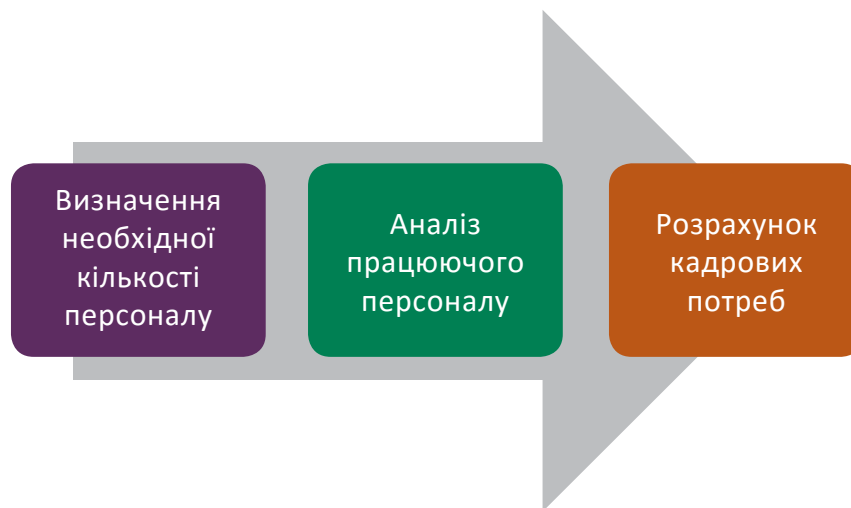 Визначення
необхідної
кількості
персоналу
Аналіз
працюючого
персоналу
Розрахунок
кадрових
потреб